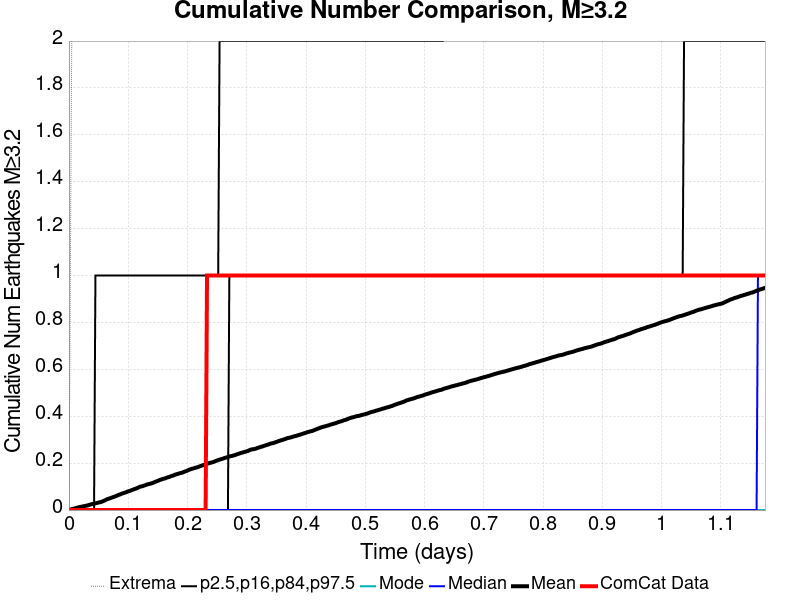 Cumulative Number Comparison, M≥3.2
Cumulative Num Earthquakes M≥3.2
2
1.8
1.6
1.4
1.2
1
0.8
0.6
0.4
0.2
0
0 0.1 0.2 0.3 0.4 0.5 0.6 0.7 0.8 0.9 1 1.1
Time (days)
Extrema p2.5,p16,p84,p97.5 Mode Median Mean ComCat Data